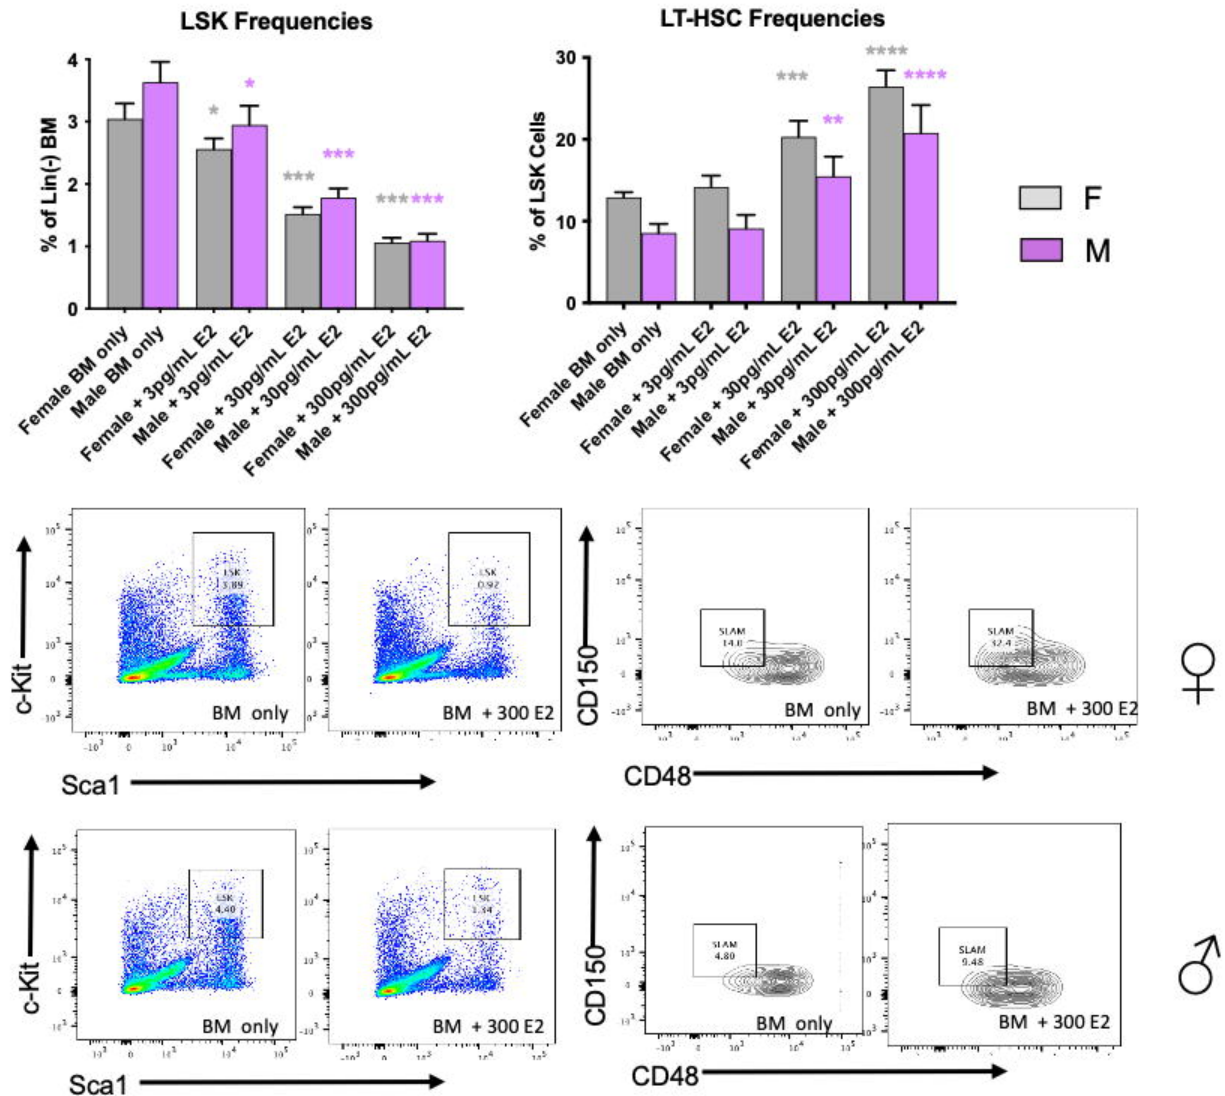 LSK Frequencies
% of Lin(-) BM
4
3
2
1
0
*
*
***
***
***
***
Female BM only
Male BM only
Female + 3pg/mL E2
Male + 3pg/mL E2
Female + 30pg/mL E2
Male + 30pg/mL E2
Female + 300pg/mL E2
Male + 300pg/mL E2
LT-HSC Frequencies
% of LSK Cells
30
20
10
0
***
**
****
****
Female BM only
Male BM only
Female + 3pg/mL E2
Male + 3pg/mL E2
Female + 30pg/mL E2
Male + 30pg/mL E2
Female + 300pg/mL E2
Male + 300pg/mL E2
F
M
c-Kit
LSK
3.89
BM only
LSK
0.92
BM + 300 E2
Sca1
CD150
SLAM
14.0
BM only
SLAM
32.4
BM + 300 E2
CD48
♀
c-Kit
LSK
4.40
BM only
LSK
1.34
BM + 300 E2
Sca1
CD150
SLAM
4.80
BM only
SLAM
9.48
BM + 300 E2
CD48
♂